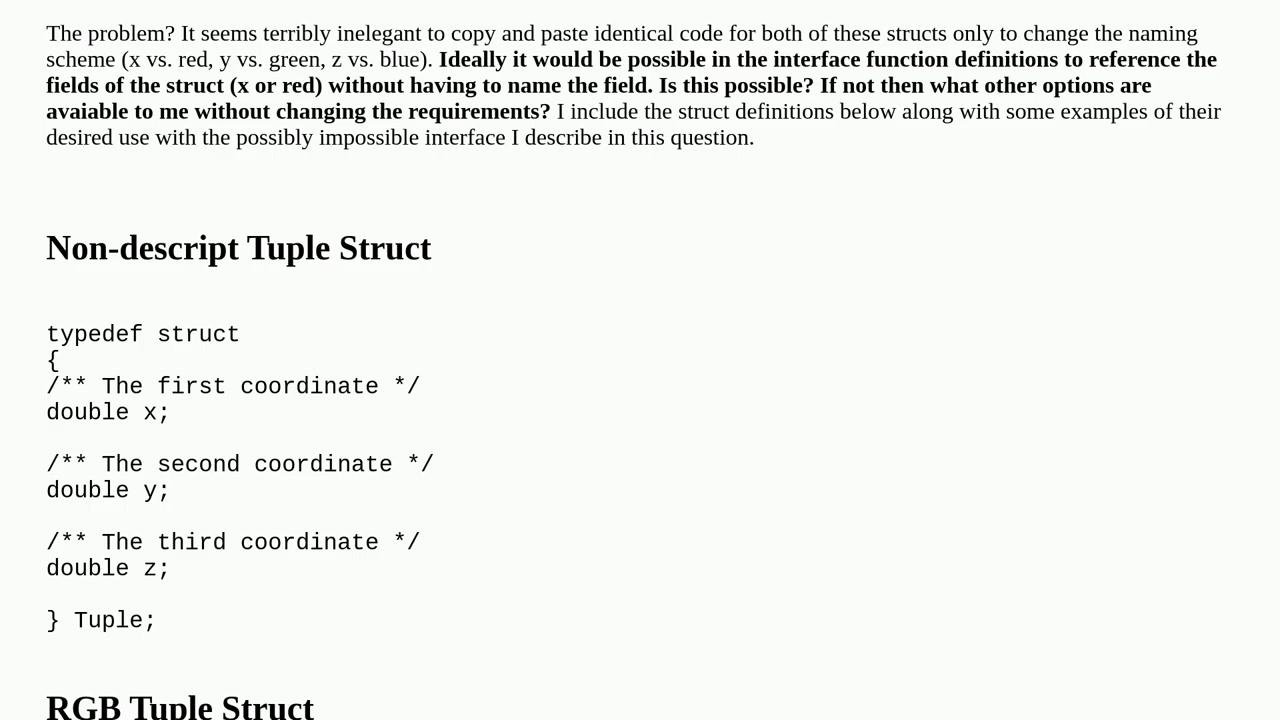 The problem? It seems terribly inelegant to copy and paste identical code for both of these structs only to change the naming
scheme (x vs. red, y vs. green, z vs. blue). Ideally it would be possible in the interface function definitions to reference the
fields of the struct (x or red) without having to name the field. Is this possible? If not then what other options are
avaiable to me without changing the requirements? I include the struct definitions below along with some examples of their
desired use with the possibly impossible interface I describe in this question.
Non-descript Tuple Struct
typedef struct
{
/** The first coordinate */
double x;
/** The second coordinate */
double y;
/** The third coordinate */
double z;
} Tuple;
RGB Tuple Struct